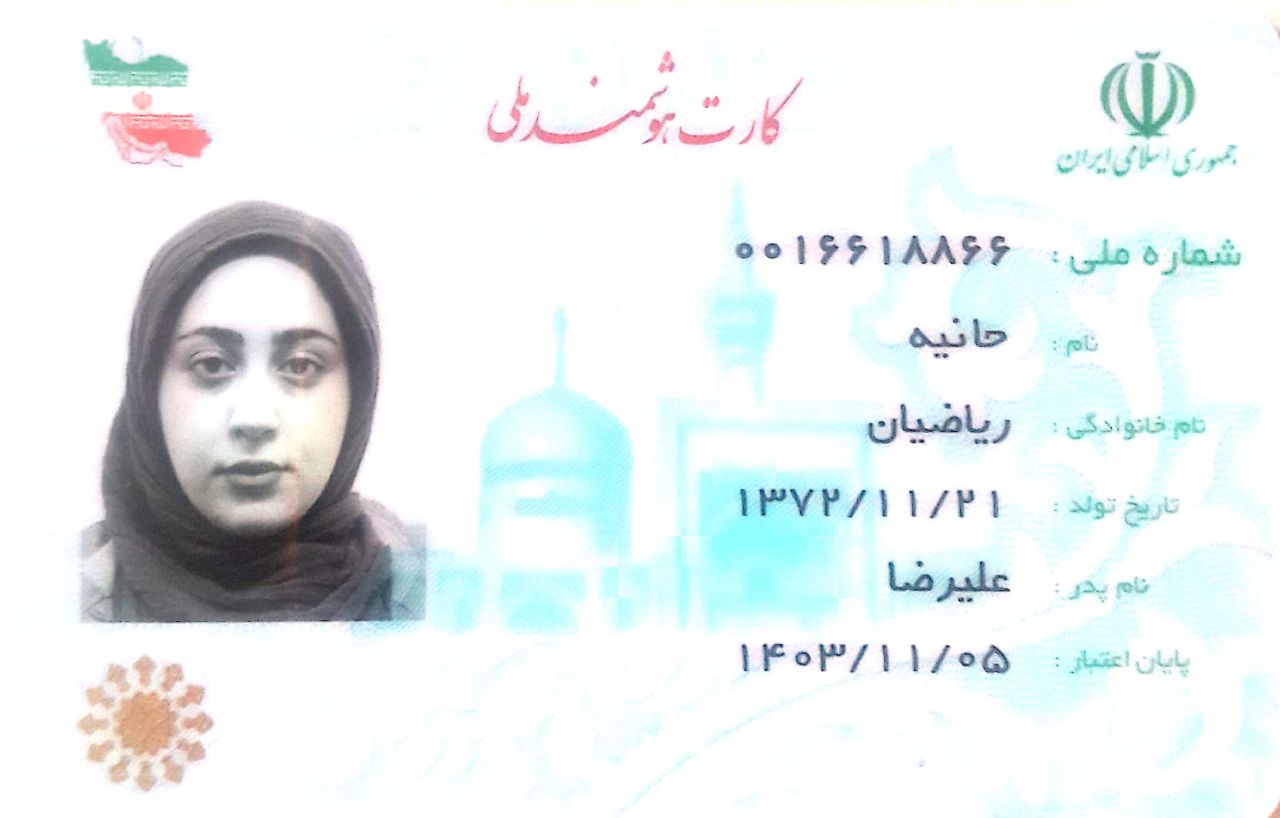 کارت هوشمند ملی
جمهوری اسلامی ایران
شماره ملی : ۰۰۱۶۶۱۸۸۶۶
نام : حانیه
نام خانوادگی : ریاضیان
تاریخ تولد : ۱۳۷۲/۱۱/۲۱
نام پدر : علیرضا
پایان اعتبار : ۱۴۰۳/۱۱/۰۵